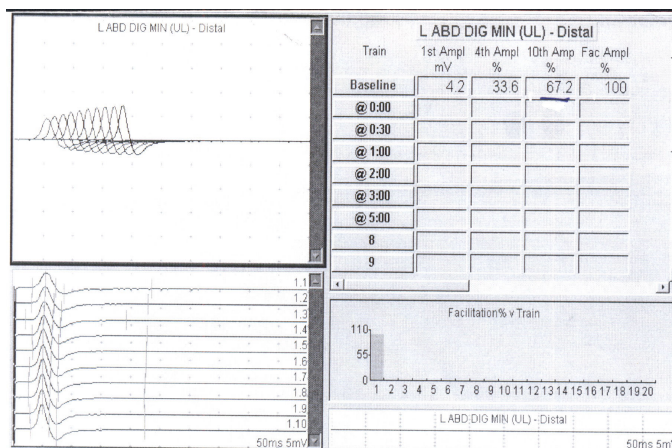 L ABD DIG MIN (UL) - Distal
L ABD DIG MIN (UL) - Distal
Train 1st Ampl 4th Ampl 10th Amp Fac Ampl
mV % % %
Baseline 4.2 33.6 67.2 100
@ 0:00
@ 0:30
@ 1:00
@ 2:00
@ 3:00
@ 5:00
8
9
1.1
1.2
1.3
1.4
1.5
1.6
1.7
1.8
1.9
1.10
50ms 5mV
Facilitation% v Train
110
55
0
1 2 3 4 5 6 7 8 9 10 11 12 13 14 15 16 17 18 19 20
L ABD DIG MIN (UL) - Distal
50ms 5m